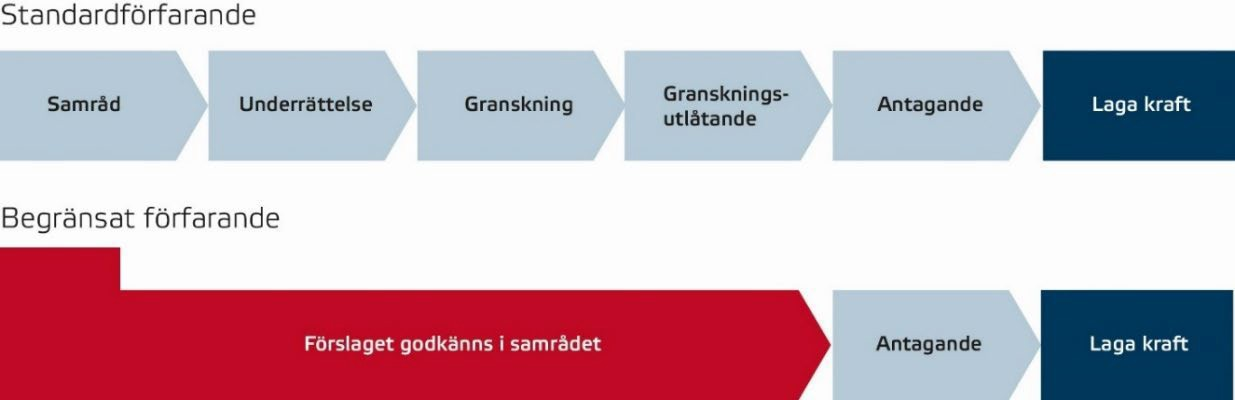 Standardförfarande
Samråd
Underrättelse
Granskning
Gransknings-
utlåtande
Antagande
Laga kraft
Begränsat förfarande
Förslaget godkänns i samrådet
Antagande
Laga kraft